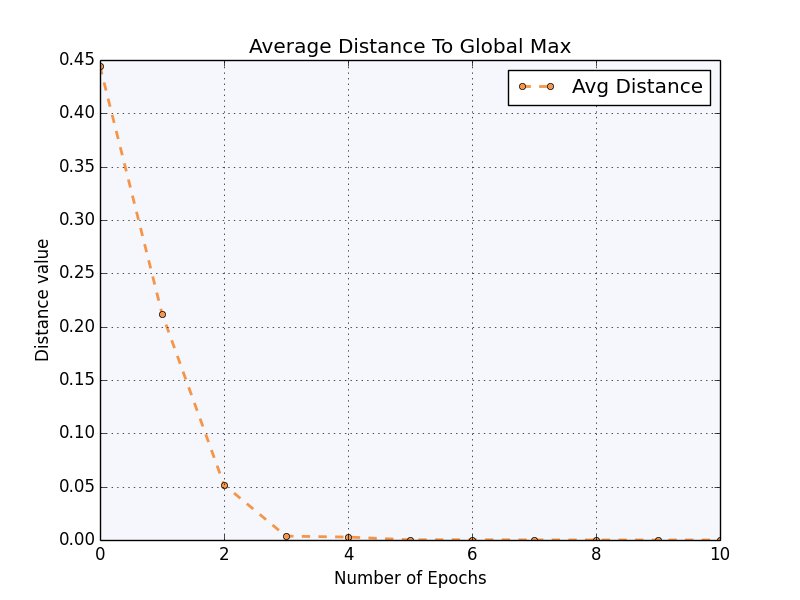 Average Distance To Global Max
Avg Distance
0.45
0.40
0.35
0.30
0.25
0.20
0.15
0.10
0.05
0.00
Distance value
0 2 4 6 8 10
Number of Epochs